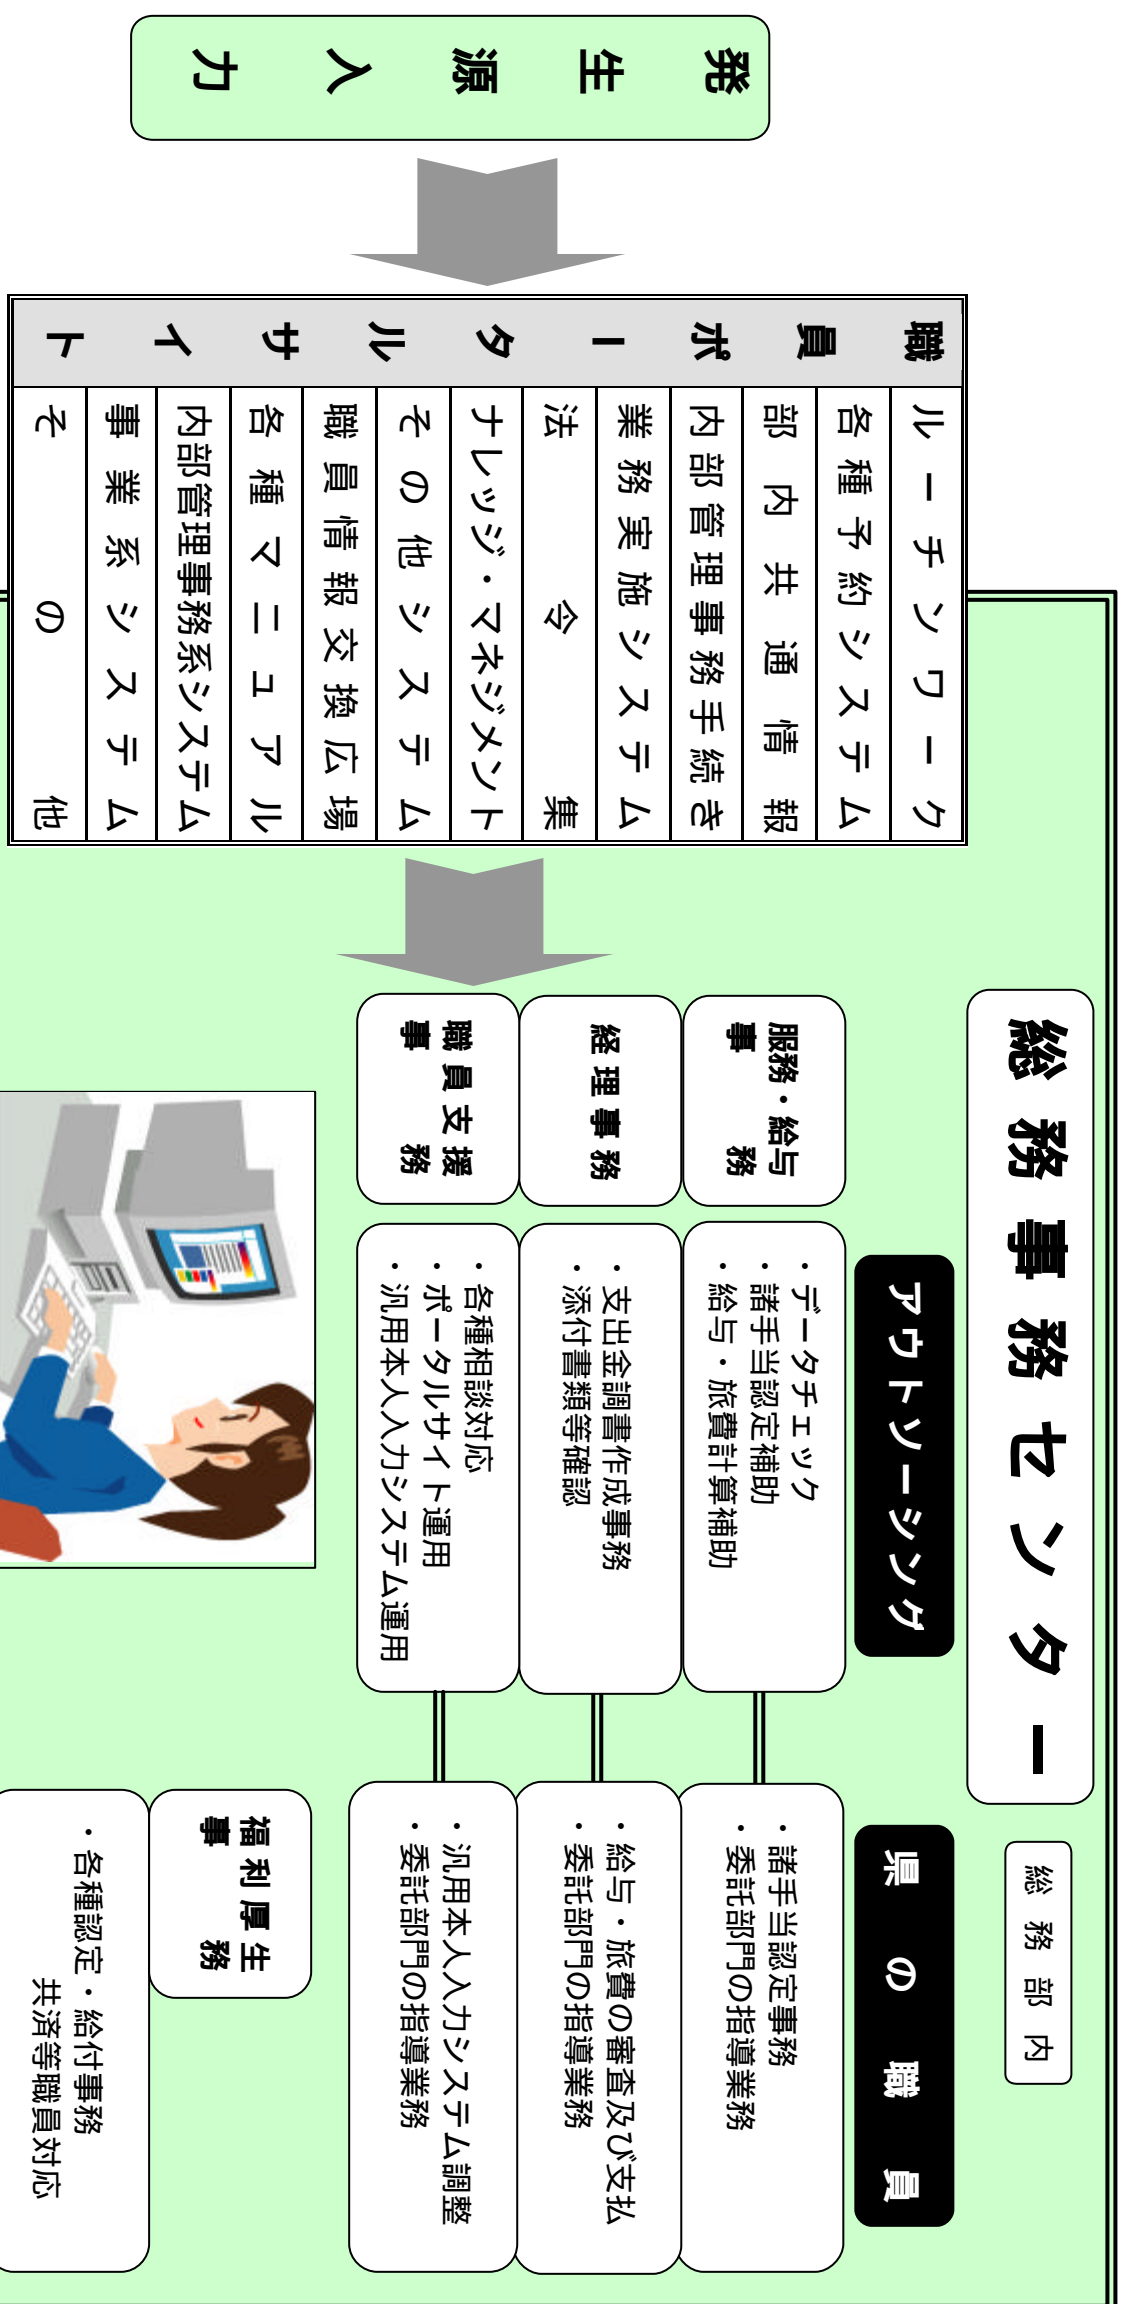 発生源入力
職員ポータルサイト
ルーチンワーク
各種予約システム
部内共通情報
内部管理事務手続き
業務実施システム
法令集
ナレッジ・マネジメント
その他システム
職員情報交換広場
各種マニュアル
内部管理事務系システム
事業系システム
その他
総務事務センター
総務部内
アウトソーシング
県の職員
服務・給与
事務
・データチェック
・諸手当認定補助
・給与・旅費計算補助
・諸手当認定事務
・委託部門の指導業務
経理事務
・支出金調書作成事務
・添付書類等確認
・給与・旅費の審査及び支払
・委託部門の指導業務
職員支援
事務
・各種相談対応
・ポータルサイト運用
・汎用本人入力システム運用
・汎用本人入力システム調整
・委託部門の指導業務
福利厚生
事務
・各種認定・給付事務
共済等職員対応